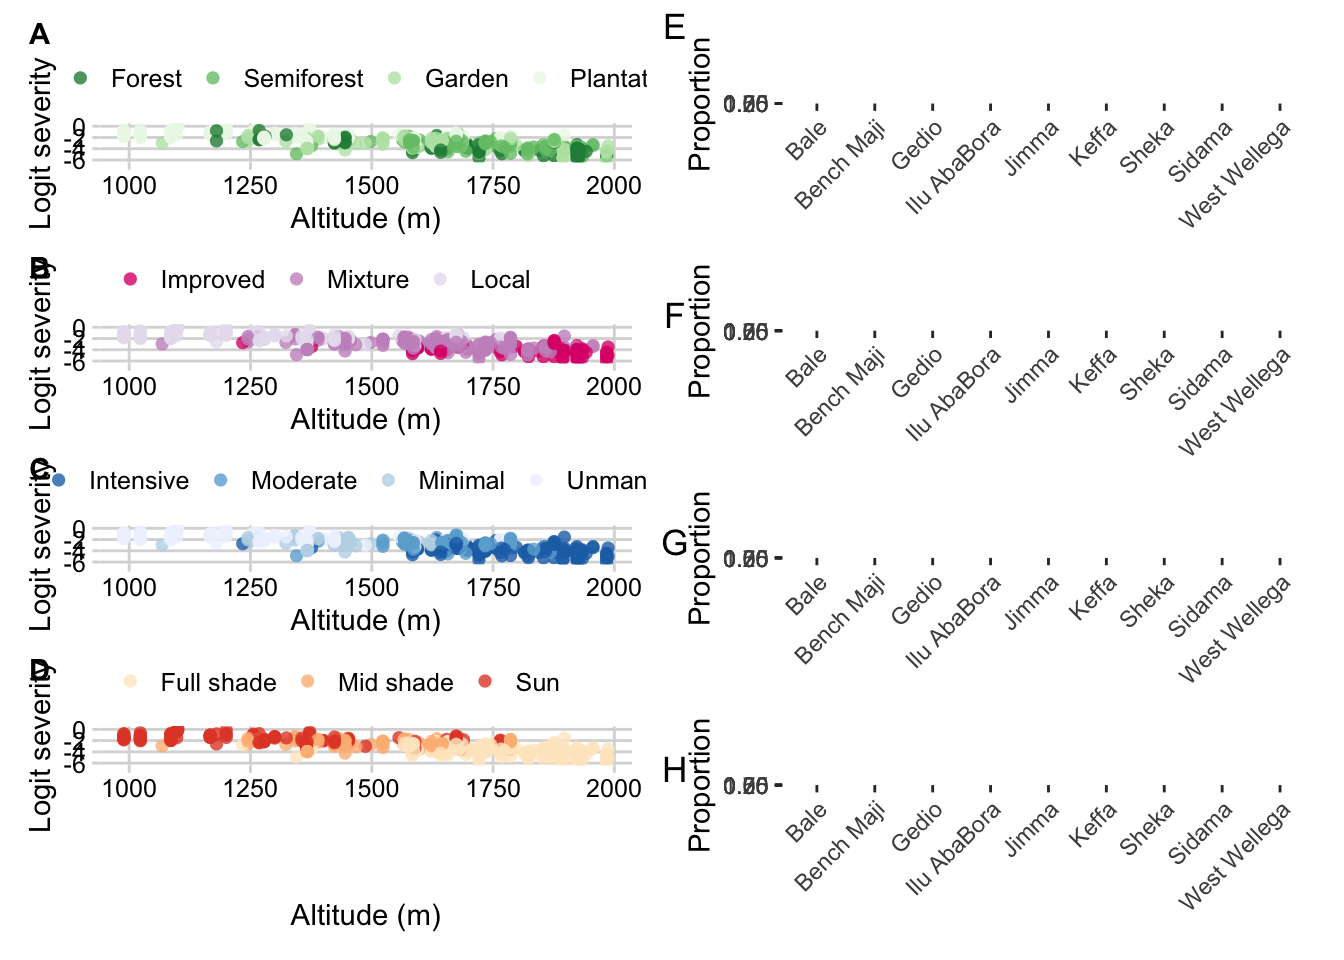 A
Forest Semiforest Garden Plantat
Logit severity
0
-2
-4
-6
1000 1250 1500 1750 2000
Altitude (m)
B
Improved Mixture Local
Logit severity
0
-2
-4
-6
1000 1250 1500 1750 2000
Altitude (m)
C
Intensive Moderate Minimal Unman
Logit severity
0
-2
-4
-6
1000 1250 1500 1750 2000
Altitude (m)
D
Full shade Mid shade Sun
Logit severity
0
-2
-4
-6
1000 1250 1500 1750 2000
Altitude (m)
Altitude (m)
E
Proportion
Bale Bench Maji Gedio Ilu AbaBora Jimma Keffa Sheka Sidama West Wellega
F
Proportion
Bale Bench Maji Gedio Ilu AbaBora Jimma Keffa Sheka Sidama West Wellega
G
Proportion
Bale Bench Maji Gedio Ilu AbaBora Jimma Keffa Sheka Sidama West Wellega
H
Proportion
Bale Bench Maji Gedio Ilu AbaBora Jimma Keffa Sheka Sidama West Wellega